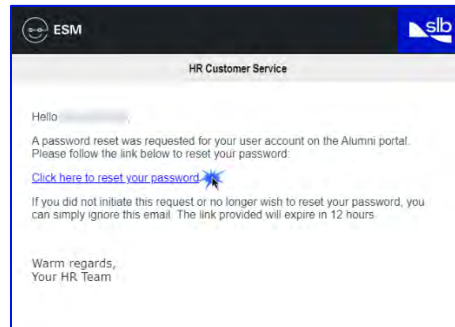 ESM
slb
HR Customer Service
Hello
A password reset was requested for your user account on the Alumni portal.
Please follow the link below to reset your password:
Click here to reset your password
If you did not initiate this request or no longer wish to reset your password, you
can simply ignore this email. The link provided will expire in 12 hours.
Warm regards,
Your HR Team